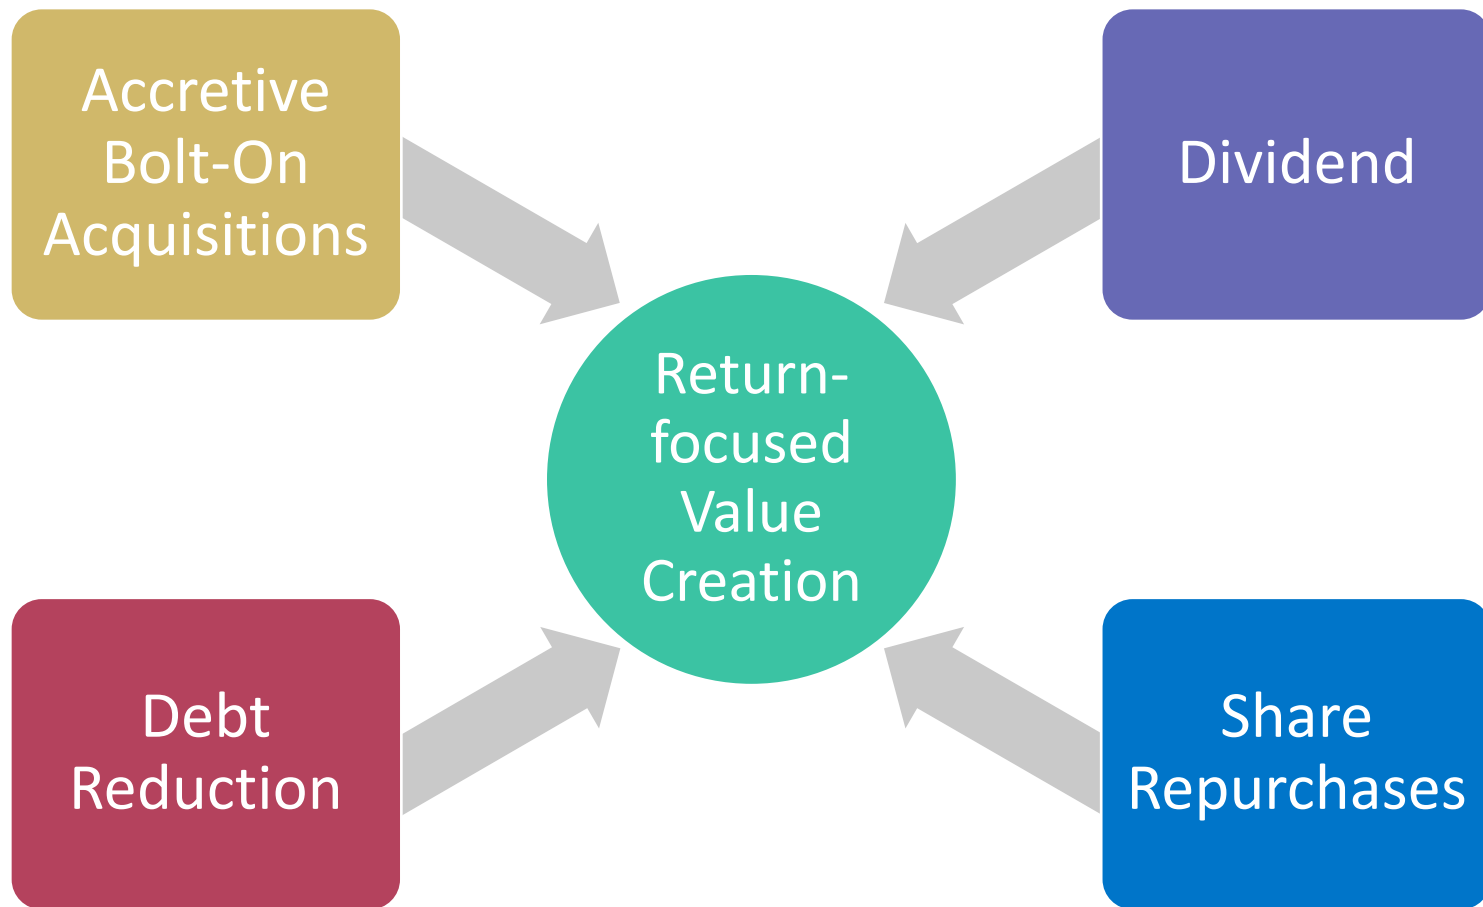 Accretive
Bolt-On
Acquisitions
Dividend
Return-
focused
Value
Creation
Debt
Reduction
Share
Repurchases